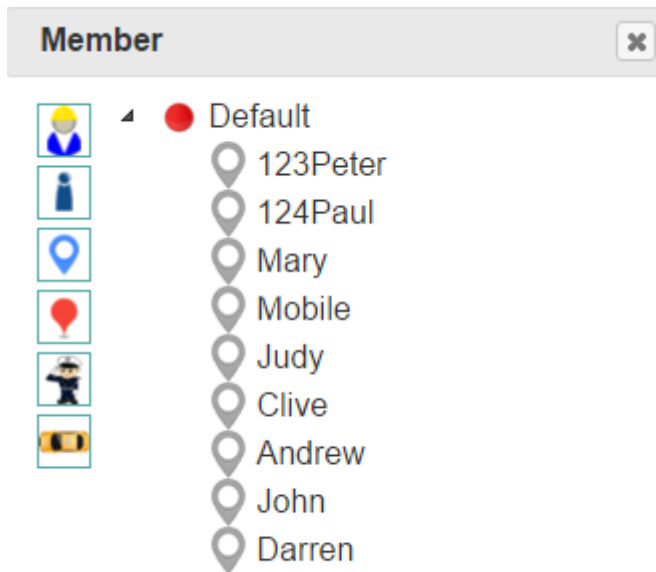 Member
Default
123Peter
124Paul
Mary
Mobile
Judy
Clive
Andrew
John
Darren